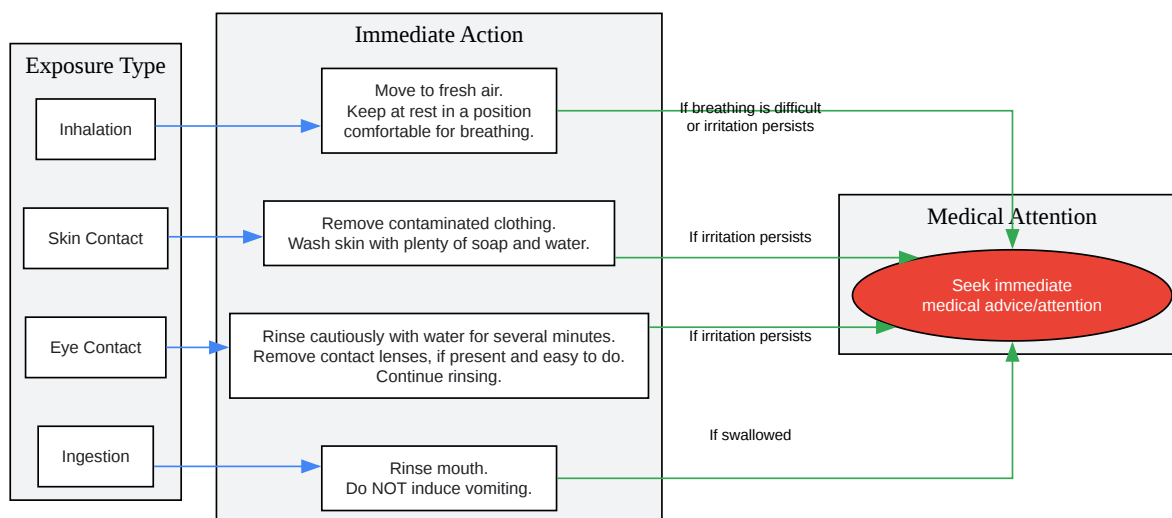 Exposure Type
Immediate Action
Inhalation
Move to fresh air.
Keep at rest in a position
comfortable for breathing.
If breathing is difficult
or irritation persists
Skin Contact
Remove contaminated clothing.
Wash skin with plenty of soap and water.
If irritation persists
Medical Attention
Seek immediate
medical advice/attention
Eye Contact
Rinse cautiously with water for several minutes.
Remove contact lenses, if present and easy to do.
Continue rinsing.
If irritation persists
Ingestion
Rinse mouth.
Do NOT induce vomiting.
If swallowed